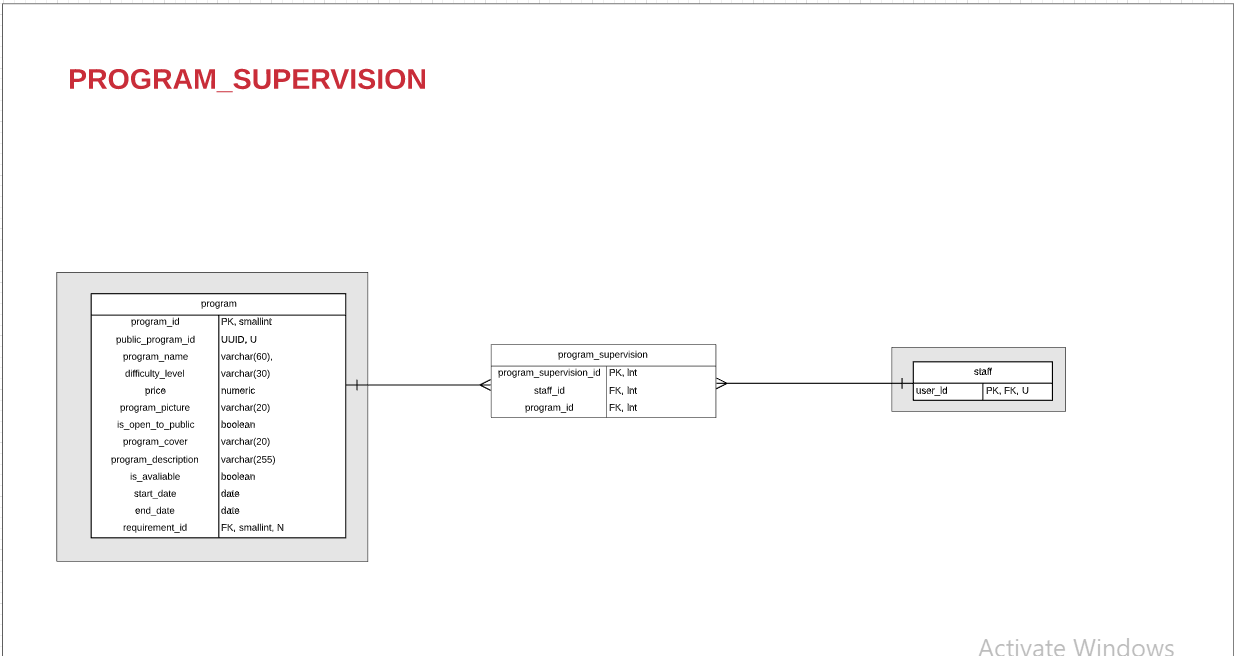 PROGRAM_SUPERVISION
program
program_id PK, smallint
public_program_id UUID, U
program_name varchar(60),
difficulty_level varchar(30)
price numeric
program_picture varchar(20)
is_open_to_public boolean
program_cover varchar(20)
program_description varchar(255)
is_avaliable boolean
start_date date
end_date date
requirement_id FK, smallint, N
program_supervision
program_supervision_id PK, Int
staff_id FK, Int
program_id FK, Int
staff
user_id PK, FK, U
Activate Windows